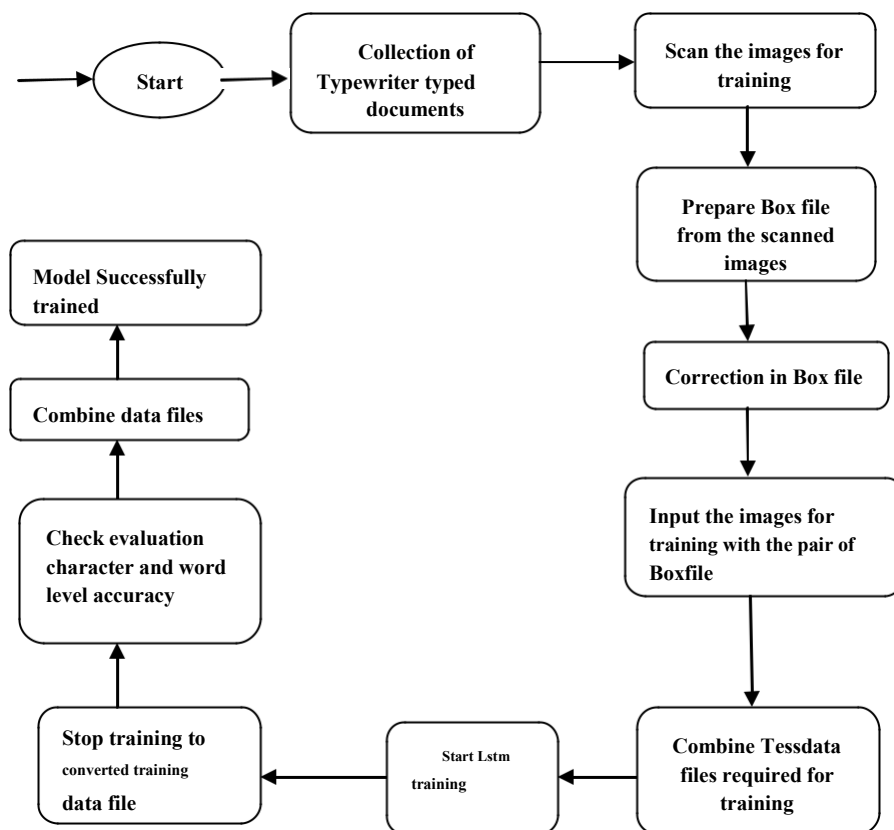 Start
Collection of
Typewriter typed
documents
Scan the images for
training
Prepare Box file
from the scanned
images
Correction in Box file
Input the images for
training with the pair of
Boxfile
Combine Tessdata
files required for
training
Start Lstm
training
Stop training to
converted training
data file
Check evaluation
character and word
level accuracy
Combine data files
Model Successfully
trained